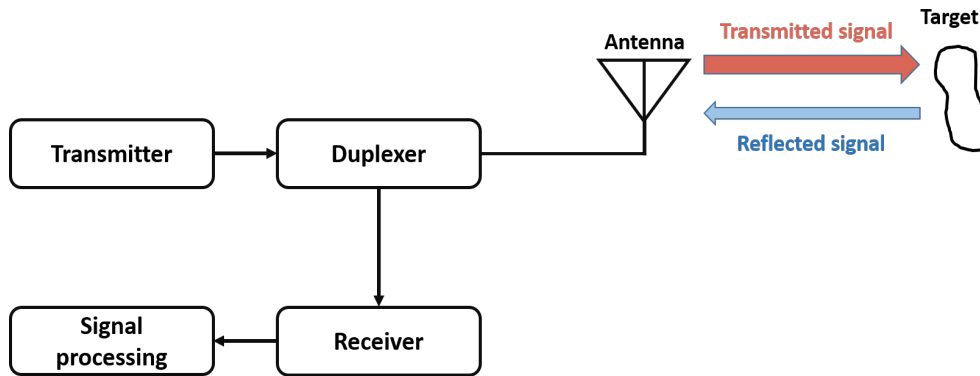 Target
Transmitted signal
Antenna
Reflected signal
Transmitter
Duplexer
Signal
processing
Receiver